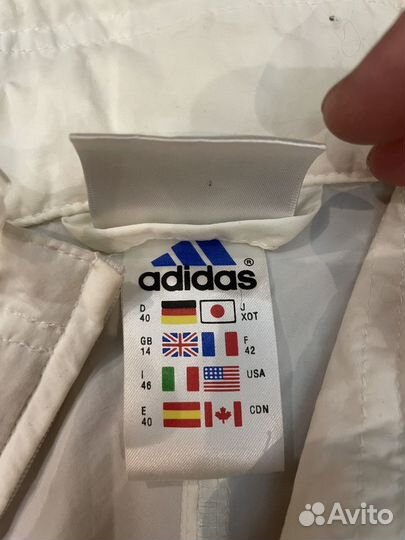 adidas ®
D J
40 XOT
GB F
14 42
I USA
46
E CDN
40
Avito